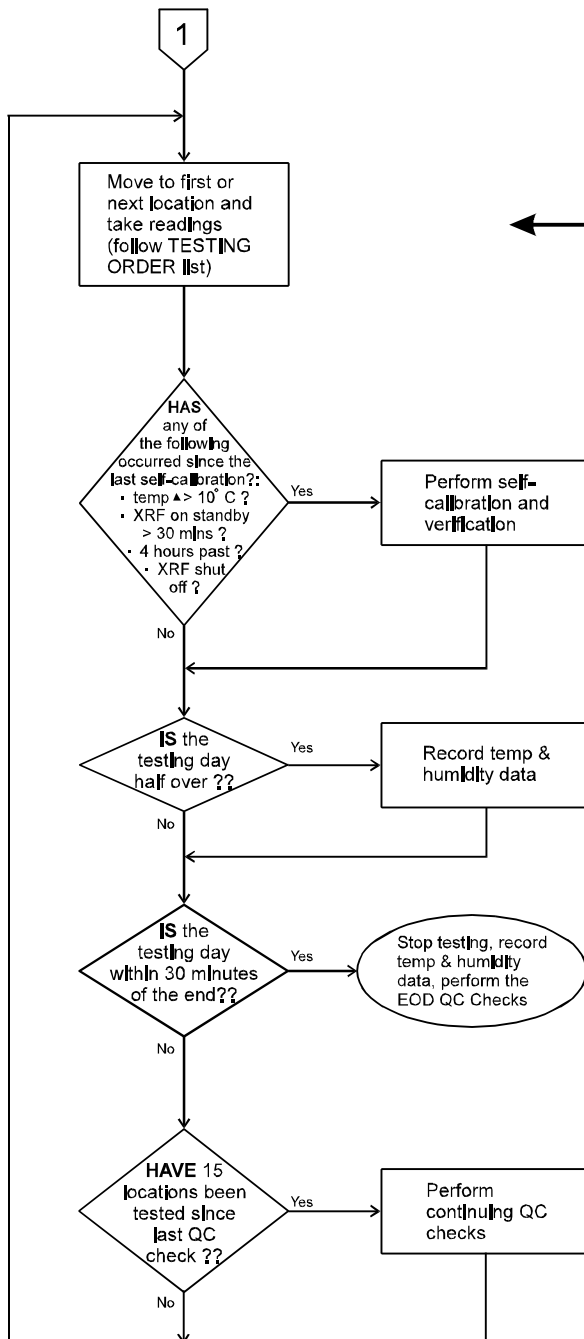 1
Move to first or
next location and
take readings
(follow TESTING
ORDER list)
HAS
any of
the following
occurred since the
last self-calibration?:
· temp ▲> 10° C ?
· XRF on standby
> 30 mins ?
· 4 hours past ?
· XRF shut
off ?
Yes
Perform self-
calibration and
verification
No
IS the
testing day
half over ??
Yes
Record temp &
humidity data
No
IS the
testing day
within 30 minutes
of the end??
Yes
Stop testing, record
temp & humidity
data, perform the
EOD QC Checks
No
HAVE 15
locations been
tested since
last QC
check ??
Yes
Perform
continuing QC
checks
No